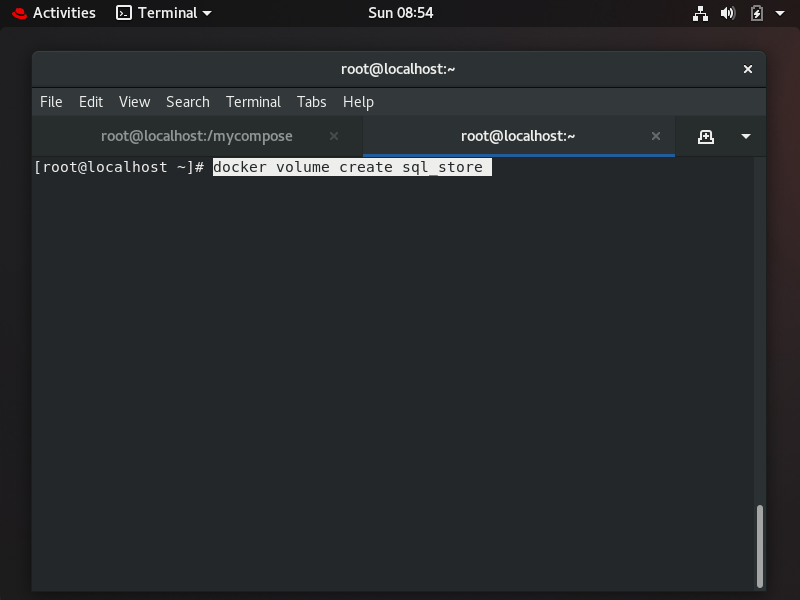 Activities Terminal Sun 08:54
root@localhost:~
File Edit View Search Terminal Tabs Help
root@localhost:/mycompose root@localhost:~
[root@localhost ~]# docker volume create sql_store